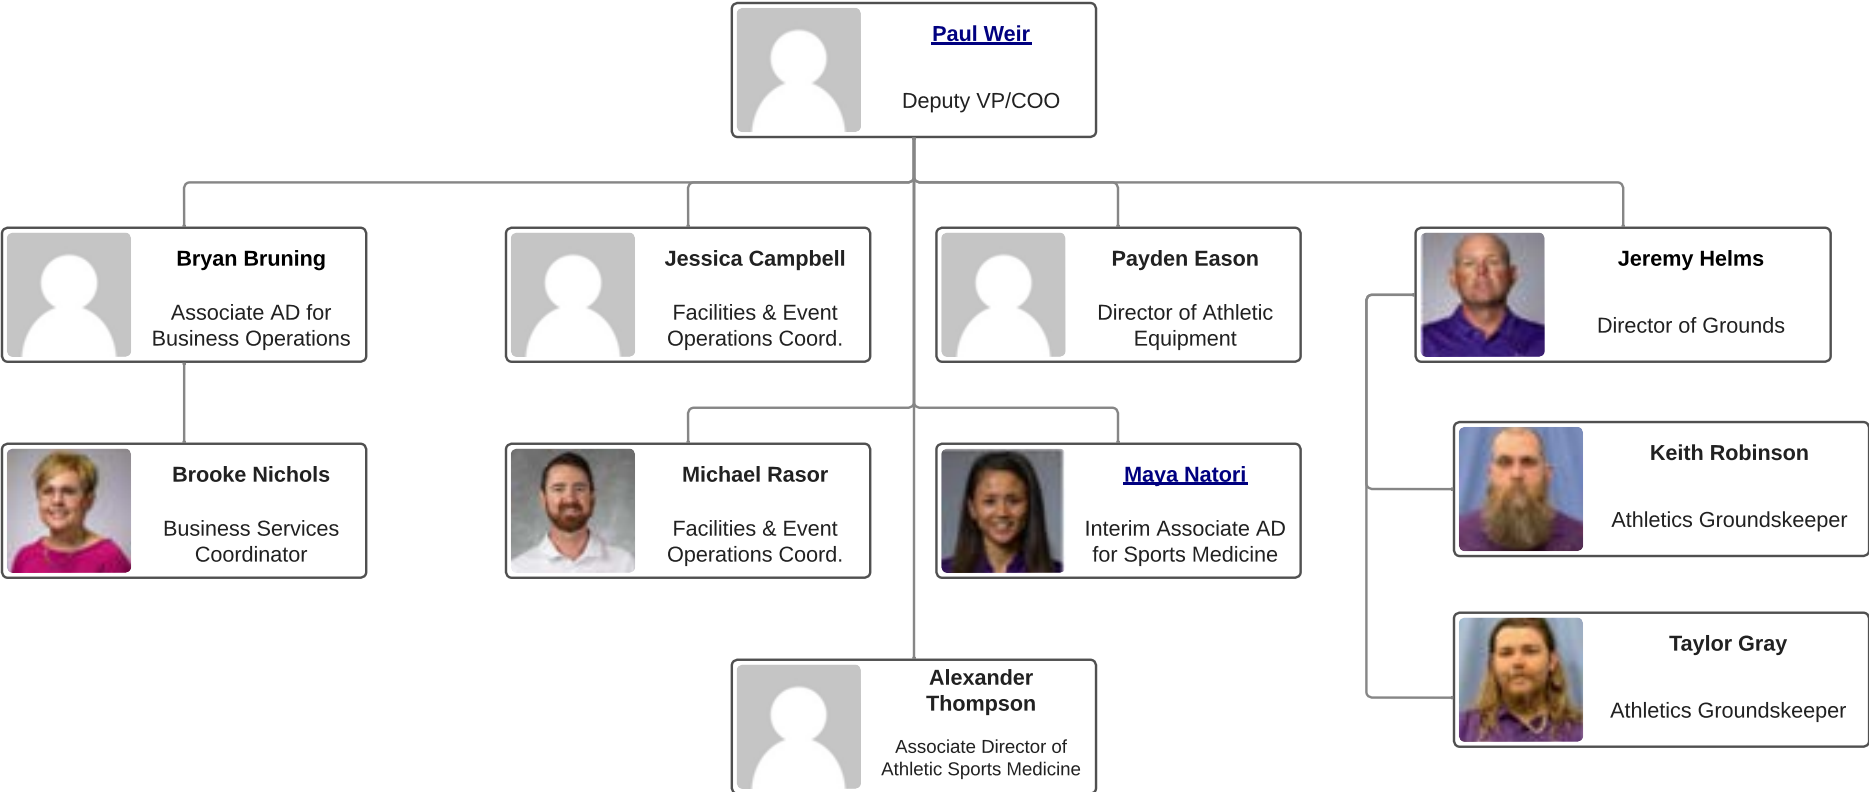 Paul Weir
Deputy VP/COO
Bryan Bruning
Associate AD for
Business Operations
Jessica Campbell
Facilities & Event
Operations Coord.
Payden Eason
Director of Athletic
Equipment
Jeremy Helms
Director of Grounds
Brooke Nichols
Business Services
Coordinator
Michael Rasor
Facilities & Event
Operations Coord.
Maya Natori
Interim Associate AD
for Sports Medicine
Keith Robinson
Athletics Groundskeeper
Taylor Gray
Athletics Groundskeeper
Alexander
Thompson
Associate Director of
Athletic Sports Medicine